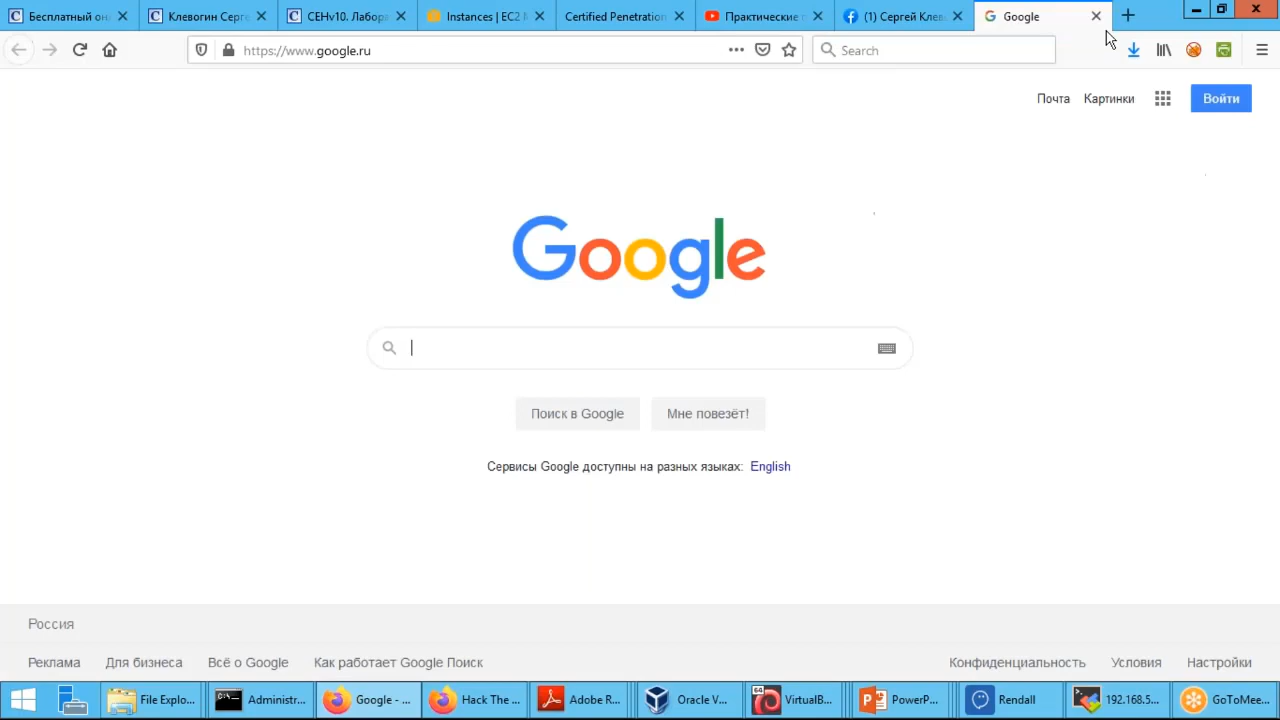 Бесплатный он
Клевогин Серге
CEHv10. Лабора
Instances | EC2 M
Certified Penetration
Практические п
(1) Сергей Клев
Google
https://www.google.ru
Search
Почта
Картинки
Войти
Google
Поиск в Google
Мне повезёт!
Сервисы Google доступны на разных языках: English
Россия
Реклама
Для бизнеса
Всё о Google
Как работает Google Поиск
Конфиденциальность
Условия
Настройки
File Explo...
Administr...
Google - ...
Hack The ...
Adobe R...
Oracle V...
64
VirtualB...
PowerP...
Rendall
192.168.5...
GoToMee...